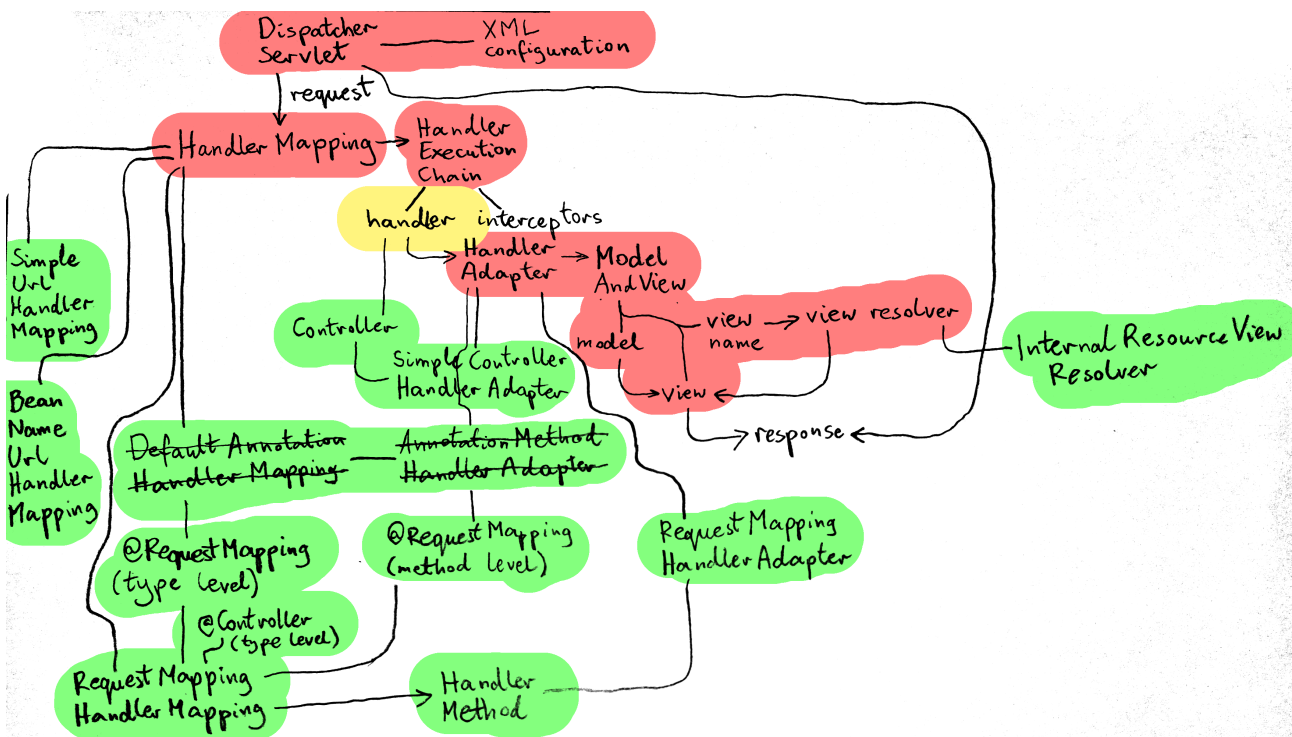 Dispatcher
Servlet
XML
configuration
request
Handler Mapping
Handler
Execution
Chain
handler
interceptors
Handler
Adapter
Model
And View
Simple
Url
Handler
Mapping
Controller
model
view
name
view resolver
Internal Resource View
Resolver
Simple Controller
Handler Adapter
view
response
Bean
Name
Url
Handler
Mapping
Default Annotation
Handler Mapping
Annotation Method
Handler Adapter
@RequestMapping
(type level)
@RequestMapping
(method level)
Request Mapping
Handler Adapter
@Controller
(type level)
Request Mapping
Handler Mapping
Handler
Method